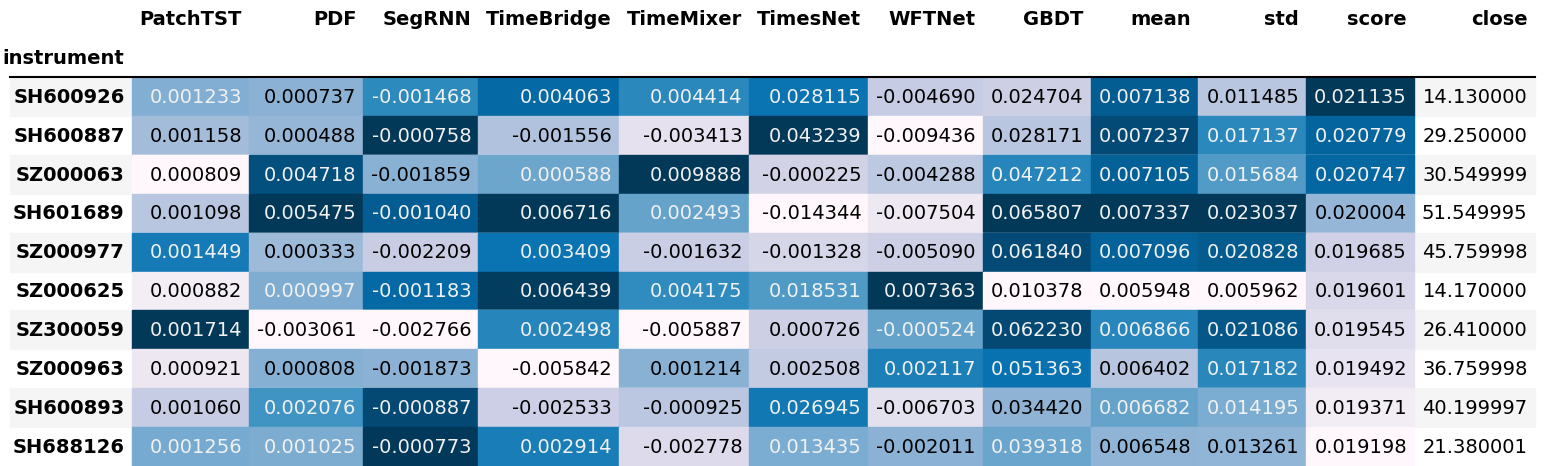 PatchTST PDF SegRNN TimeBridge TimeMixer TimesNet WFTNet GBDT mean std score close
instrument
SH600926 0.001233 0.000737 -0.001468 0.004063 0.004414 0.028115 -0.004690 0.024704 0.007138 0.011485 0.021135 14.130000
SH600887 0.001158 0.000488 -0.000758 -0.001556 -0.003413 0.043239 -0.009436 0.028171 0.007237 0.017137 0.020779 29.250000
SZ000063 0.000809 0.004718 -0.001859 0.000588 0.009888 -0.000225 -0.004288 0.047212 0.007105 0.015684 0.020747 30.549999
SH601689 0.001098 0.005475 -0.001040 0.006716 0.002493 -0.014344 -0.007504 0.065807 0.007337 0.023037 0.020004 51.549995
SZ000977 0.001449 0.000333 -0.002209 0.003409 -0.001632 -0.001328 -0.005090 0.061840 0.007096 0.020828 0.019685 45.759998
SZ000625 0.000882 0.000997 -0.001183 0.006439 0.004175 0.018531 0.007363 0.010378 0.005948 0.005962 0.019601 14.170000
SZ300059 0.001714 -0.003061 -0.002766 0.002498 -0.005887 0.000726 -0.000524 0.062230 0.006866 0.021086 0.019545 26.410000
SZ000963 0.000921 0.000808 -0.001873 -0.005842 0.001214 0.002508 0.002117 0.051363 0.006402 0.017182 0.019492 36.759998
SH600893 0.001060 0.002076 -0.000887 -0.002533 -0.000925 0.026945 -0.006703 0.034420 0.006682 0.014195 0.019371 40.199997
SH688126 0.001256 0.001025 -0.000773 0.002914 -0.002778 0.013435 -0.002011 0.039318 0.006548 0.013261 0.019198 21.380001